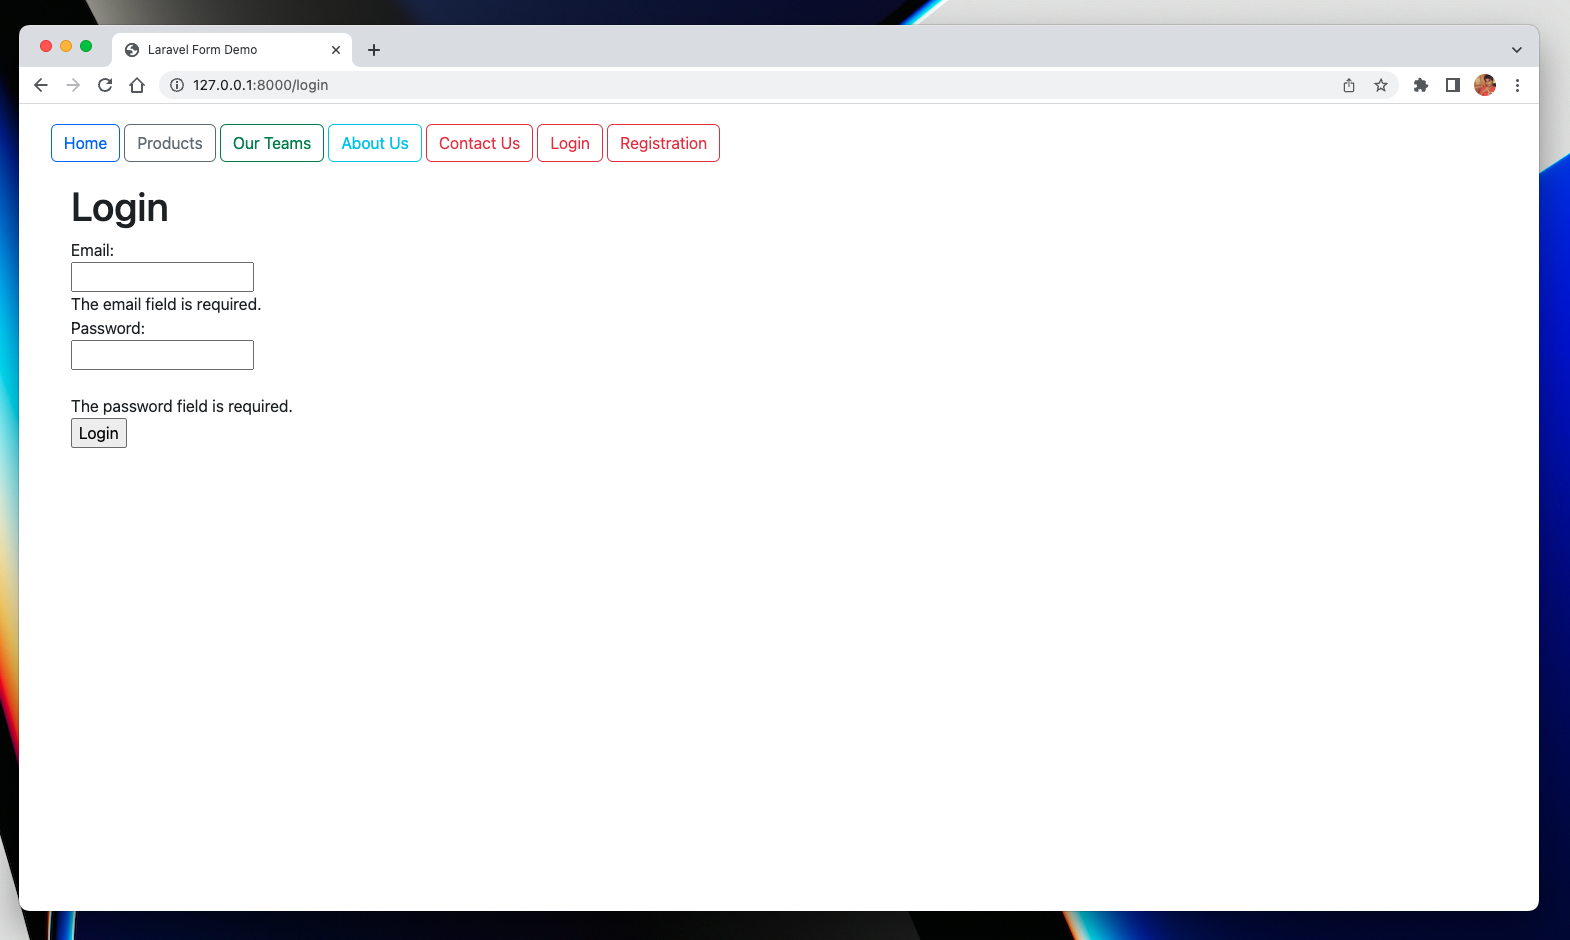 Laravel Form Demo
127.0.0.1:8000/login
Home Products Our Teams About Us Contact Us Login Registration
Login
Email:
The email field is required.
Password:
The password field is required.
Login